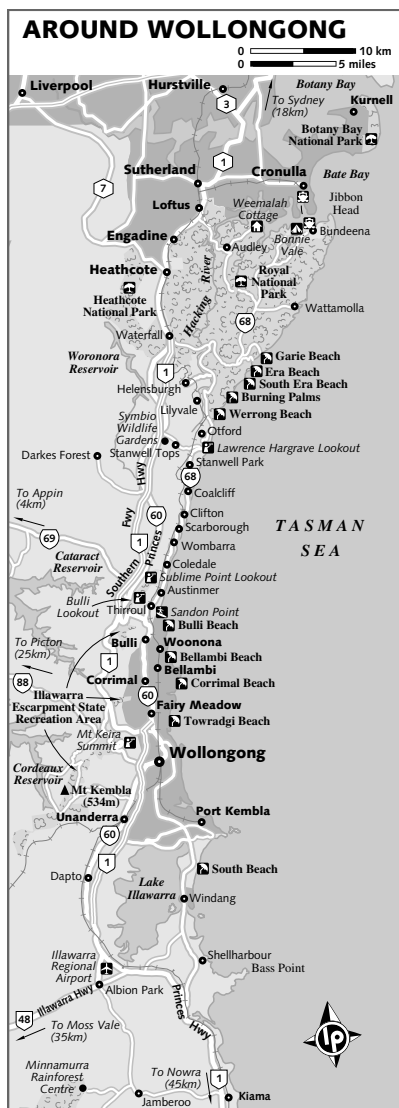 AROUND WOLLONGONG
0 10 km
0 5 miles
Liverpool
Hurstville
3
To Sydney
(18km)
Botany Bay
Kurnell
Botany Bay
National Park
1
7
Sutherland
Cronulla
Bate Bay
Loftus
Weemalah
Cottage
Jibbon
Head
Bundeena
Bonnie
Vale
Engadine
Audley
Heathcote
Royal
National
Park
Heathcote
National Park
Hacking River
Wattamolla
68
Waterfall
Woronora
Reservoir
1
Garie Beach
Era Beach
South Era Beach
Burning Palms
Werrong Beach
Helensburgh
Lilyvale
Symbio
Wildlife
Gardens
Otford
Stanwell Tops
Lawrence Hargrave Lookout
Darkes Forest
Stanwell Park
68
To Appin
(4km)
Coalcliff
60
Clifton
69
Scarborough
TASMAN
SEA
1
Southern Fwy
Princes Hwy
Wombarra
Cataract
Reservoir
Coledale
Sublime Point Lookout
Bulli
Lookout
Austinmer
Thirroul
Sandon Point
Bulli Beach
To Picton
(25km)
Bulli
Woonona
Bellambi Beach
1
Bellambi
88
Corrimal
Corrimal Beach
Illawarra
Escarpment State
Recreation Area
60
Fairy Meadow
Towradgi Beach
Mt Keira
Summit
Wollongong
Cordeaux
Reservoir
Mt Kembla
(534m)
Unanderra
Port Kembla
60
1
South Beach
Dapto
Lake
Illawarra
Windang
Illawarra
Regional
Airport
Shellharbour
Bass Point
Illawarra Hwy
Albion Park
Princes Hwy
48
To Moss Vale
(35km)
lp
Minnamurra
Rainforest
Centre
To Nowra
(45km)
1
Jamberoo
Kiama